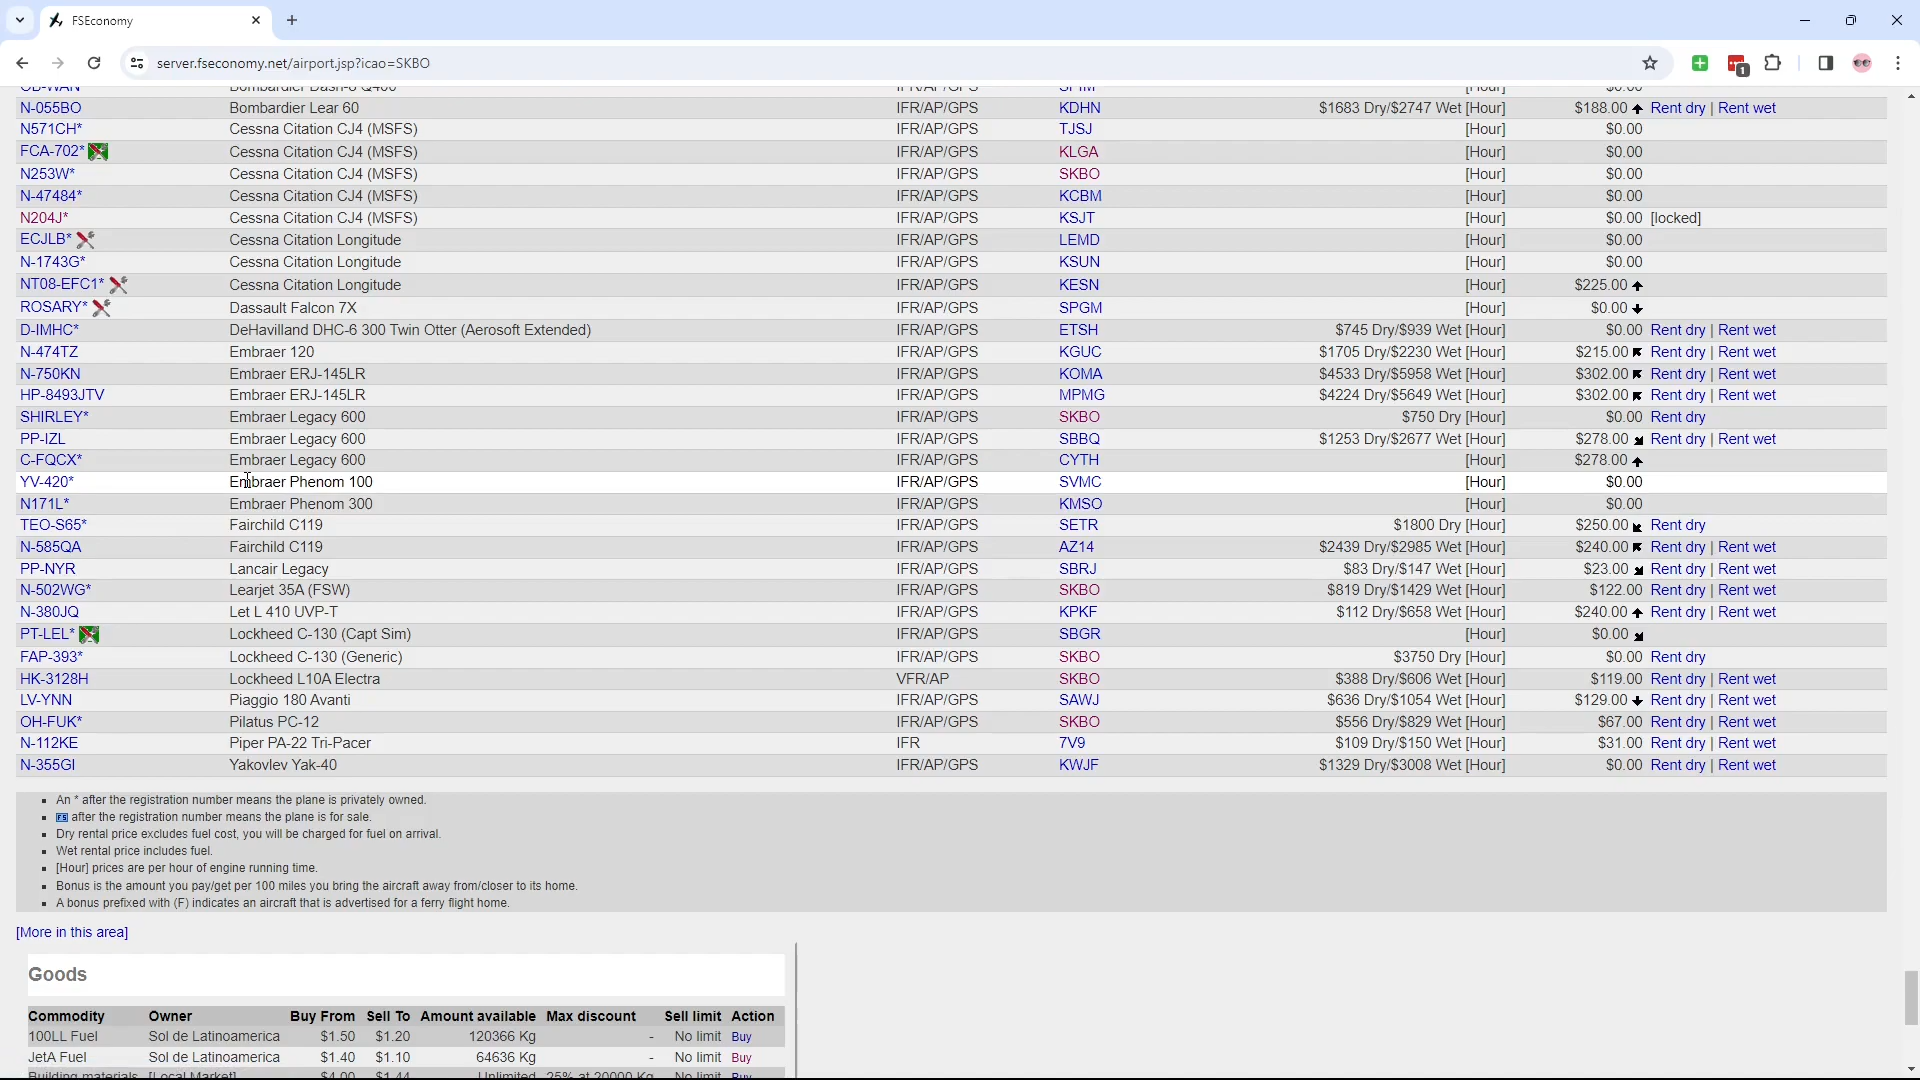 FSEconomy
server.fseconomy.net/airport.jsp?icao=SKBO
1
OB-WAN Bombardier Dash-8 Q400 IFR/AP/GPS SPIM [Hour] $0.00
N-055BO Bombardier Lear 60 IFR/AP/GPS KDHN $1683 Dry/$2747 Wet [Hour] $188.00 Rent dry | Rent wet
N571CH* Cessna Citation CJ4 (MSFS) IFR/AP/GPS TJSJ [Hour] $0.00
FCA-702* Cessna Citation CJ4 (MSFS) IFR/AP/GPS KLGA [Hour] $0.00
N253W* Cessna Citation CJ4 (MSFS) IFR/AP/GPS SKBO [Hour] $0.00
N-47484* Cessna Citation CJ4 (MSFS) IFR/AP/GPS KCBM [Hour] $0.00
N204J* Cessna Citation CJ4 (MSFS) IFR/AP/GPS KSJT [Hour] $0.00 [locked]
ECJLB* Cessna Citation Longitude IFR/AP/GPS LEMD [Hour] $0.00
N-1743G* Cessna Citation Longitude IFR/AP/GPS KSUN [Hour] $0.00
NT08-EFC1* Cessna Citation Longitude IFR/AP/GPS KESN [Hour] $225.00
ROSARY* Dassault Falcon 7X IFR/AP/GPS SPGM [Hour] $0.00
D-IMHC* DeHavilland DHC-6 300 Twin Otter (Aerosoft Extended) IFR/AP/GPS ETSH $745 Dry/$939 Wet [Hour] $0.00 Rent dry | Rent wet
N-474TZ Embraer 120 IFR/AP/GPS KGUC $1705 Dry/$2230 Wet [Hour] $215.00 Rent dry | Rent wet
N-750KN Embraer ERJ-145LR IFR/AP/GPS KOMA $4533 Dry/$5958 Wet [Hour] $302.00 Rent dry | Rent wet
HP-8493JTV Embraer ERJ-145LR IFR/AP/GPS MPMG $4224 Dry/$5649 Wet [Hour] $302.00 Rent dry | Rent wet
SHIRLEY* Embraer Legacy 600 IFR/AP/GPS SKBO $750 Dry [Hour] $0.00 Rent dry
PP-IZL Embraer Legacy 600 IFR/AP/GPS SBBQ $1253 Dry/$2677 Wet [Hour] $278.00 Rent dry | Rent wet
C-FQCX* Embraer Legacy 600 IFR/AP/GPS CYTH [Hour] $278.00
YV-420* Embraer Phenom 100 IFR/AP/GPS SVMC [Hour] $0.00
N171L* Embraer Phenom 300 IFR/AP/GPS KMSO [Hour] $0.00
TEO-S65* Fairchild C119 IFR/AP/GPS SETR $1800 Dry [Hour] $250.00 Rent dry
N-585QA Fairchild C119 IFR/AP/GPS AZ14 $2439 Dry/$2985 Wet [Hour] $240.00 Rent dry | Rent wet
PP-NYR Lancair Legacy IFR/AP/GPS SBRJ $83 Dry/$147 Wet [Hour] $23.00 Rent dry | Rent wet
N-502WG* Learjet 35A (FSW) IFR/AP/GPS SKBO $819 Dry/$1429 Wet [Hour] $122.00 Rent dry | Rent wet
N-380JQ Let L 410 UVP-T IFR/AP/GPS KPKF $112 Dry/$658 Wet [Hour] $240.00 Rent dry | Rent wet
PT-LEL* Lockheed C-130 (Capt Sim) IFR/AP/GPS SBGR [Hour] $0.00
FAP-393* Lockheed C-130 (Generic) IFR/AP/GPS SKBO $3750 Dry [Hour] $0.00 Rent dry
HK-3128H Lockheed L10A Electra VFR/AP SKBO $388 Dry/$606 Wet [Hour] $119.00 Rent dry | Rent wet
LV-YNN Piaggio 180 Avanti IFR/AP/GPS SAWJ $636 Dry/$1054 Wet [Hour] $129.00 Rent dry | Rent wet
OH-FUK* Pilatus PC-12 IFR/AP/GPS SKBO $556 Dry/$829 Wet [Hour] $67.00 Rent dry | Rent wet
N-112KE Piper PA-22 Tri-Pacer IFR 7V9 $109 Dry/$150 Wet [Hour] $31.00 Rent dry | Rent wet
N-355GI Yakovlev Yak-40 IFR/AP/GPS KWJF $1329 Dry/$3008 Wet [Hour] $0.00 Rent dry | Rent wet
An * after the registration number means the plane is privately owned.
after the registration number means the plane is for sale.
Dry rental price excludes fuel cost, you will be charged for fuel on arrival.
Wet rental price includes fuel.
[Hour] prices are per hour of engine running time.
Bonus is the amount you pay/get per 100 miles you bring the aircraft away from/closer to its home.
A bonus prefixed with (F) indicates an aircraft that is advertised for a ferry flight home.
[More in this area]
Goods
Commodity Owner Buy From Sell To Amount available Max discount Sell limit Action
100LL Fuel Sol de Latinoamerica $1.50 $1.20 120366 Kg - No limit Buy
JetA Fuel Sol de Latinoamerica $1.40 $1.10 64636 Kg - No limit Buy
Building materials [Local Market] $4.00 $1.44 Unlimited 25% at 20000 Kg No limit Buy